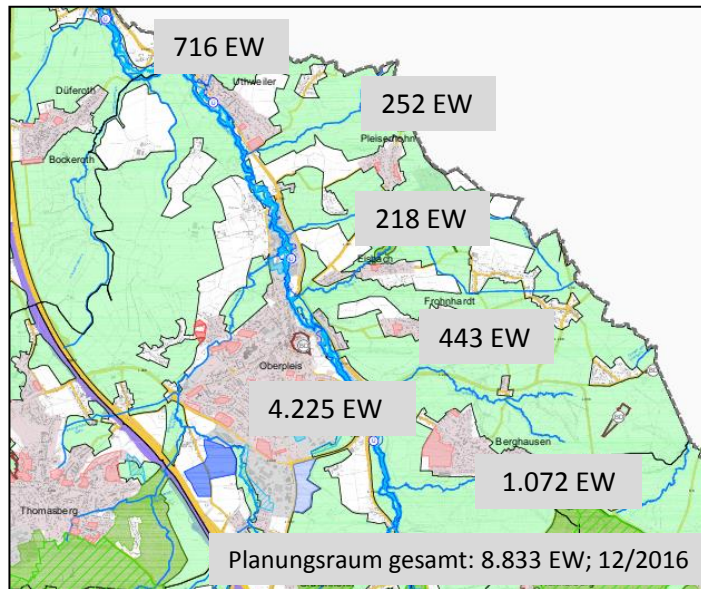 716 EW
Uthweiler
Düferoth
252 EW
Pleiserhohn
Bockeroth
218 EW
Eisbach
Frohnhardt
443 EW
Oberpleis
4.225 EW
Berghausen
1.072 EW
Thomasberg
Planungsraum gesamt: 8.833 EW; 12/2016